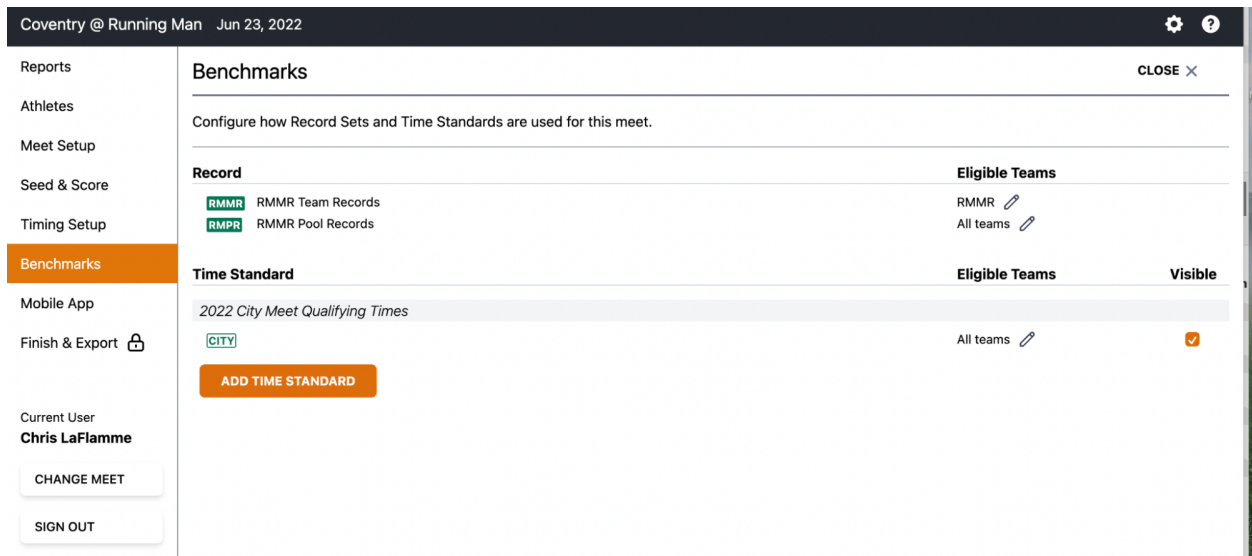 Coventry @ Running Man Jun 23, 2022
Reports
Athletes
Meet Setup
Seed & Score
Timing Setup
Benchmarks
Mobile App
Finish & Export
Current User
Chris LaFlamme
CHANGE MEET
SIGN OUT
Benchmarks CLOSE
Configure how Record Sets and Time Standards are used for this meet.
Record Eligible Teams
RMMR RMMR Team Records RMMR
RMPR RMMR Pool Records All teams
Time Standard Eligible Teams Visible
2022 City Meet Qualifying Times
CITY All teams
ADD TIME STANDARD